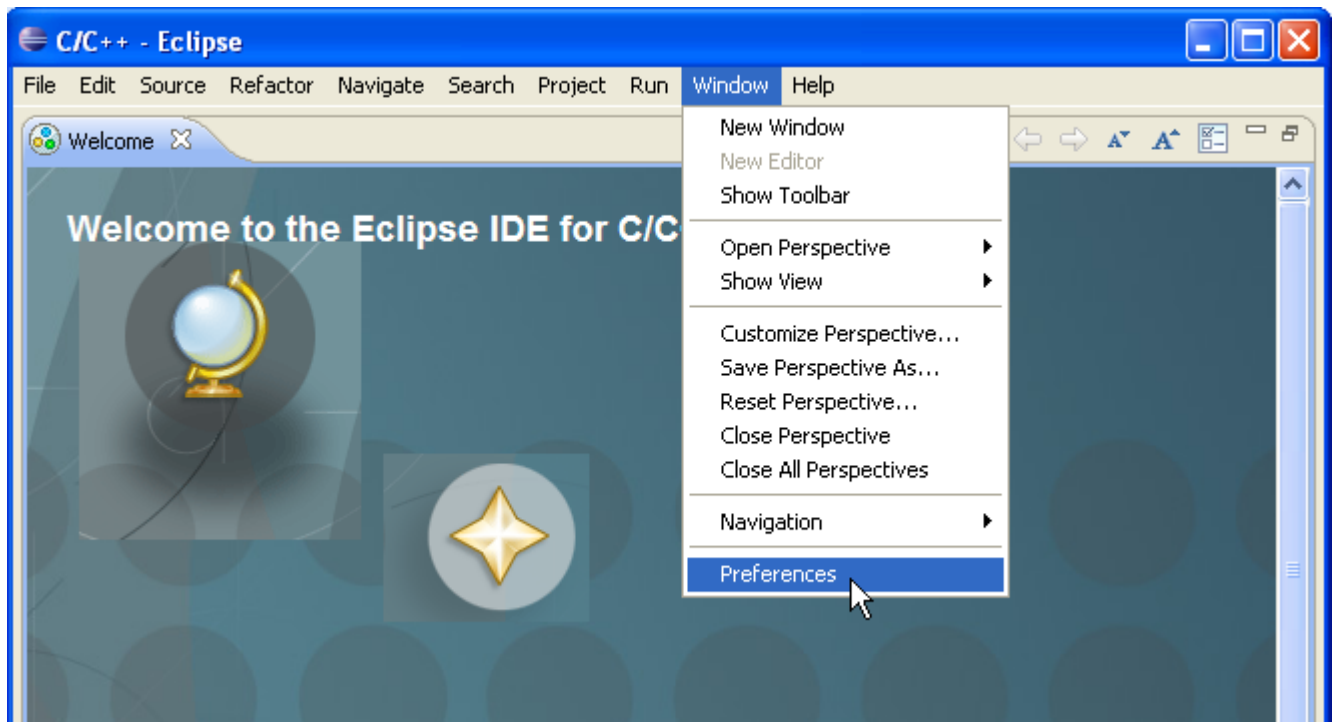 C/C++ - Eclipse
File Edit Source Refactor Navigate Search Project Run Window Help
Welcome
New Window
New Editor
Show Toolbar
Open Perspective
Show View
Customize Perspective...
Save Perspective As...
Reset Perspective...
Close Perspective
Close All Perspectives
Navigation
Preferences
Welcome to the Eclipse IDE for C/C